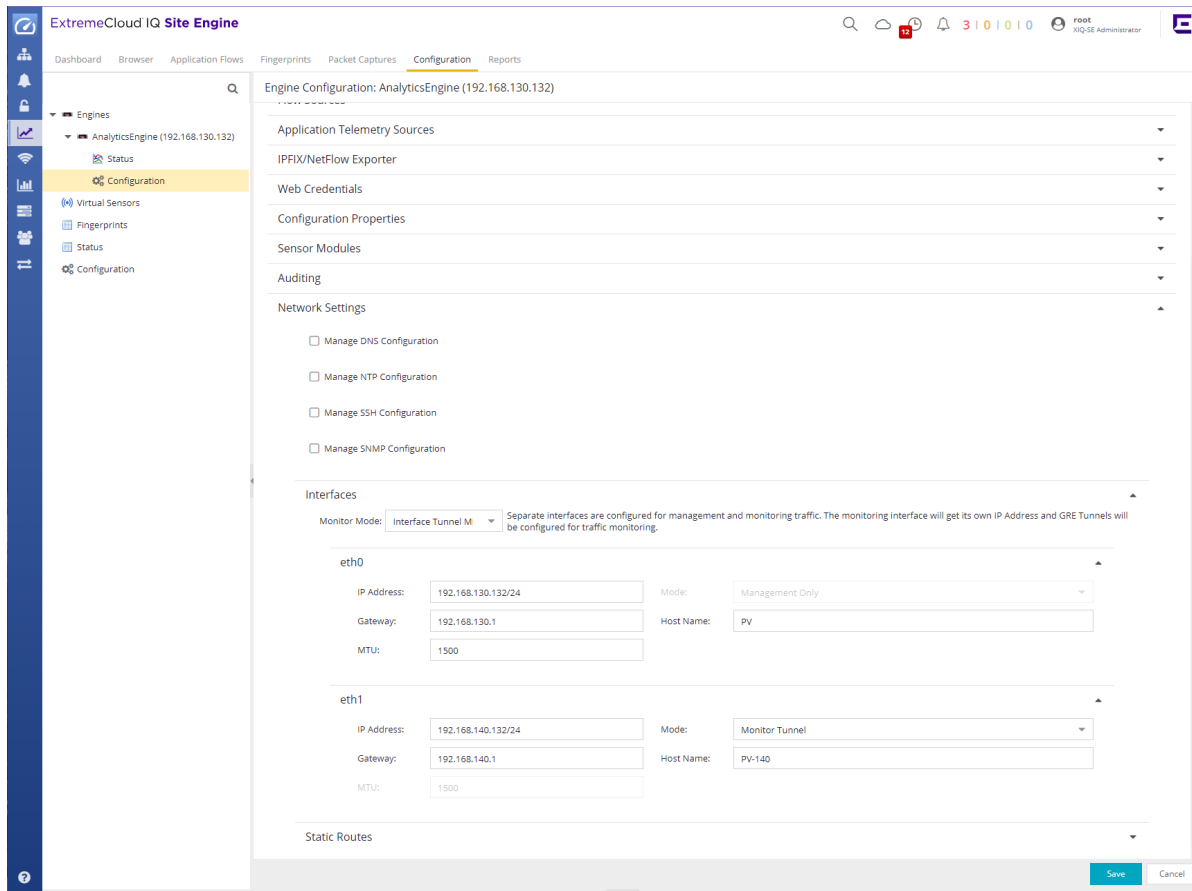 ExtremeCloud IQ Site Engine
12
3 | 0 | 0 | 0
root
XIQ-SE Administrator
Dashboard Browser Application Flows Fingerprints Packet Captures Configuration Reports
Engine Configuration: AnalyticsEngine (192.168.130.132)
Engines
AnalyticsEngine (192.168.130.132)
Status
Configuration
Virtual Sensors
Fingerprints
Status
Configuration
Flow Sources
Application Telemetry Sources
IPFIX/NetFlow Exporter
Web Credentials
Configuration Properties
Sensor Modules
Auditing
Network Settings
Manage DNS Configuration
Manage NTP Configuration
Manage SSH Configuration
Manage SNMP Configuration
Interfaces
Monitor Mode: Interface Tunnel Mi Separate interfaces are configured for management and monitoring traffic. The monitoring interface will get its own IP Address and GRE Tunnels will
be configured for traffic monitoring.
eth0
IP Address: 192.168.130.132/24 Mode: Management Only
Gateway: 192.168.130.1 Host Name: PV
MTU: 1500
eth1
IP Address: 192.168.140.132/24 Mode: Monitor Tunnel
Gateway: 192.168.140.1 Host Name: PV-140
MTU: 1500
Static Routes
Save Cancel